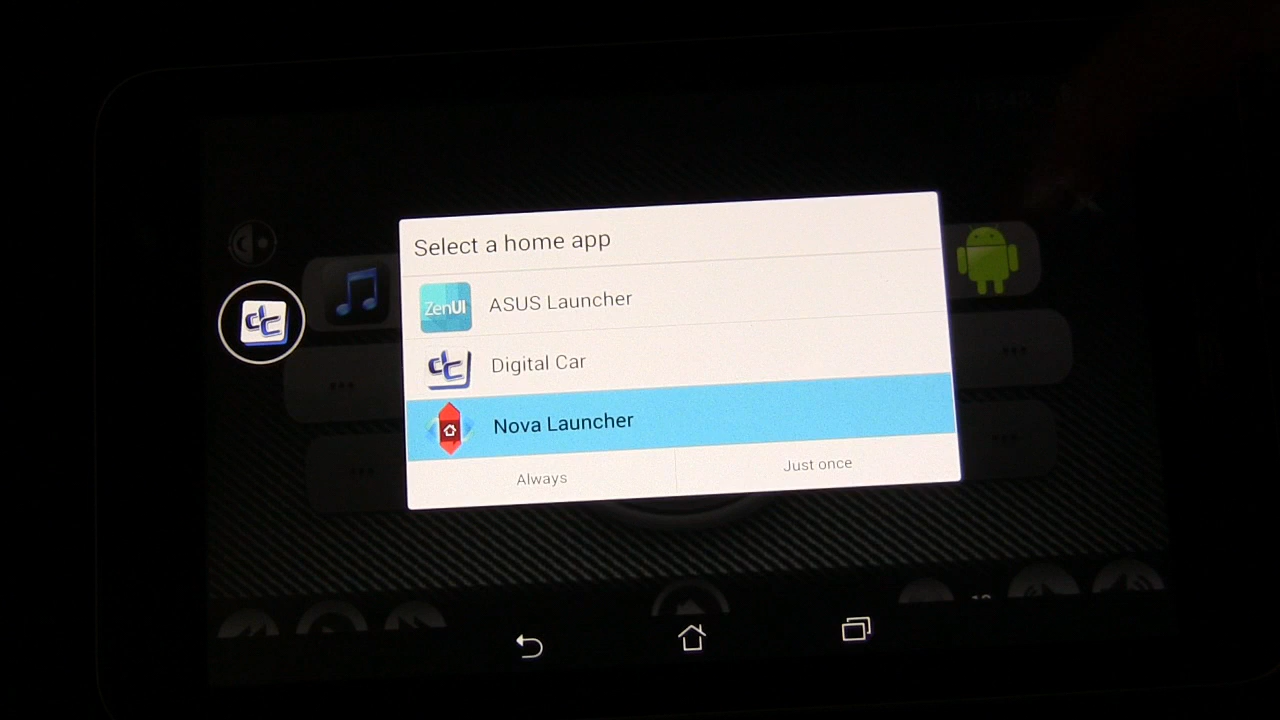 Select a home app
ZenUI
ASUS Launcher
Digital Car
Nova Launcher
Always
Just once